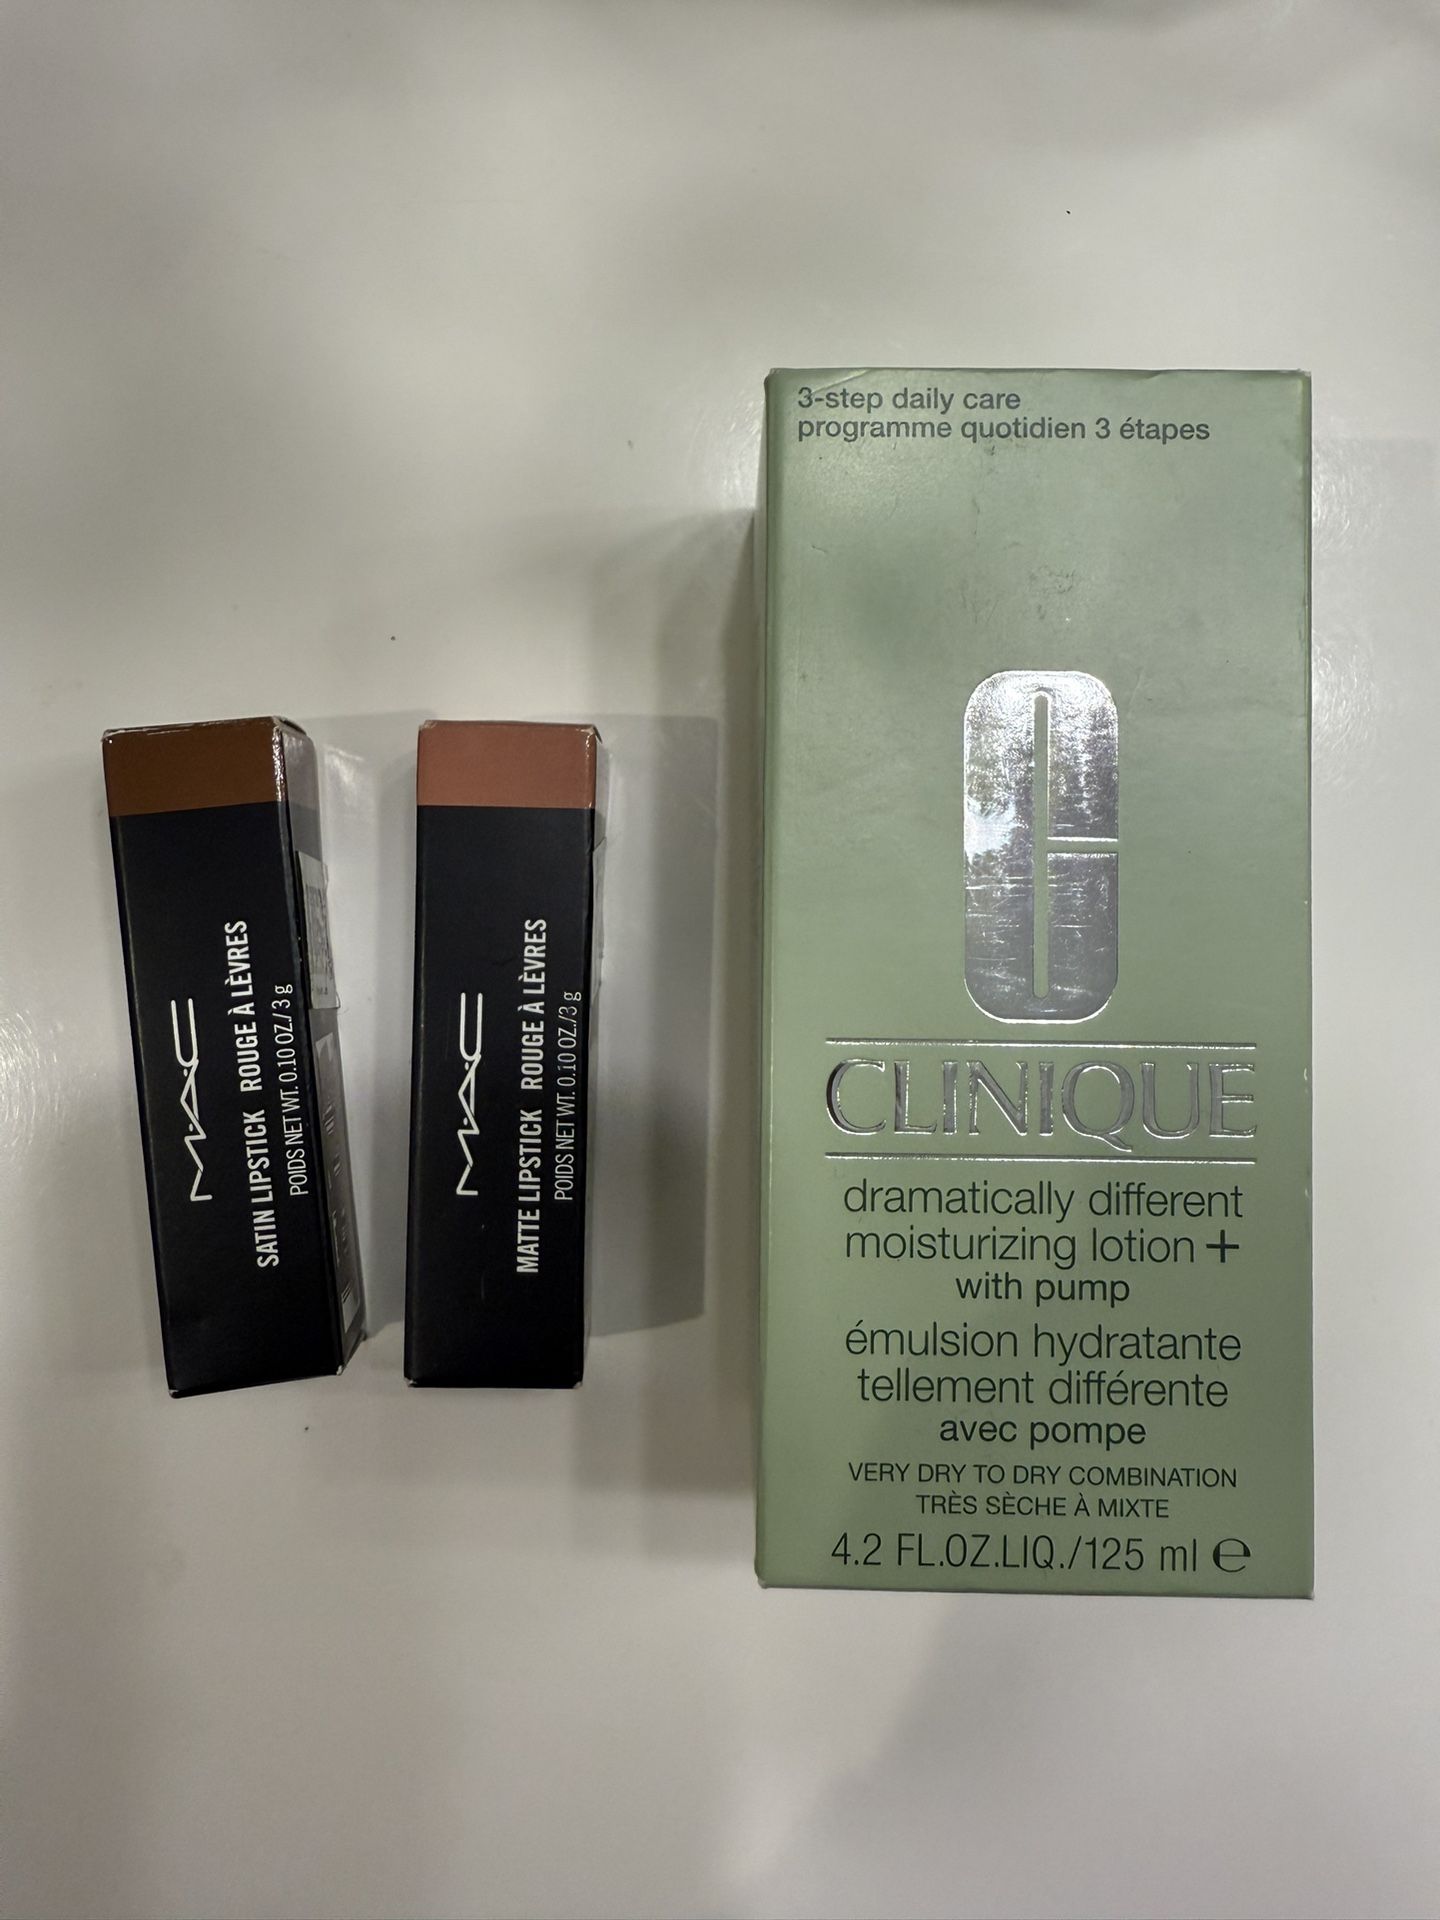 MAC
SATIN LIPSTICK ROUGE À LÈVRES
POIDS NET WT. 0.10 OZ./ 3 g
MAC
MATTE LIPSTICK ROUGE À LÈVRES
POIDS NET WT. 0.10 OZ./3 g
3-step daily care
programme quotidien 3 étapes
CLINIQUE
dramatically different
moisturizing lotion +
with pump
émulsion hydratante
tellement différente
avec pompe
VERY DRY TO DRY COMBINATION
TRÈS SÈCHE À MIXTE
4.2 FL.OZ.LIQ./125 ml ℮